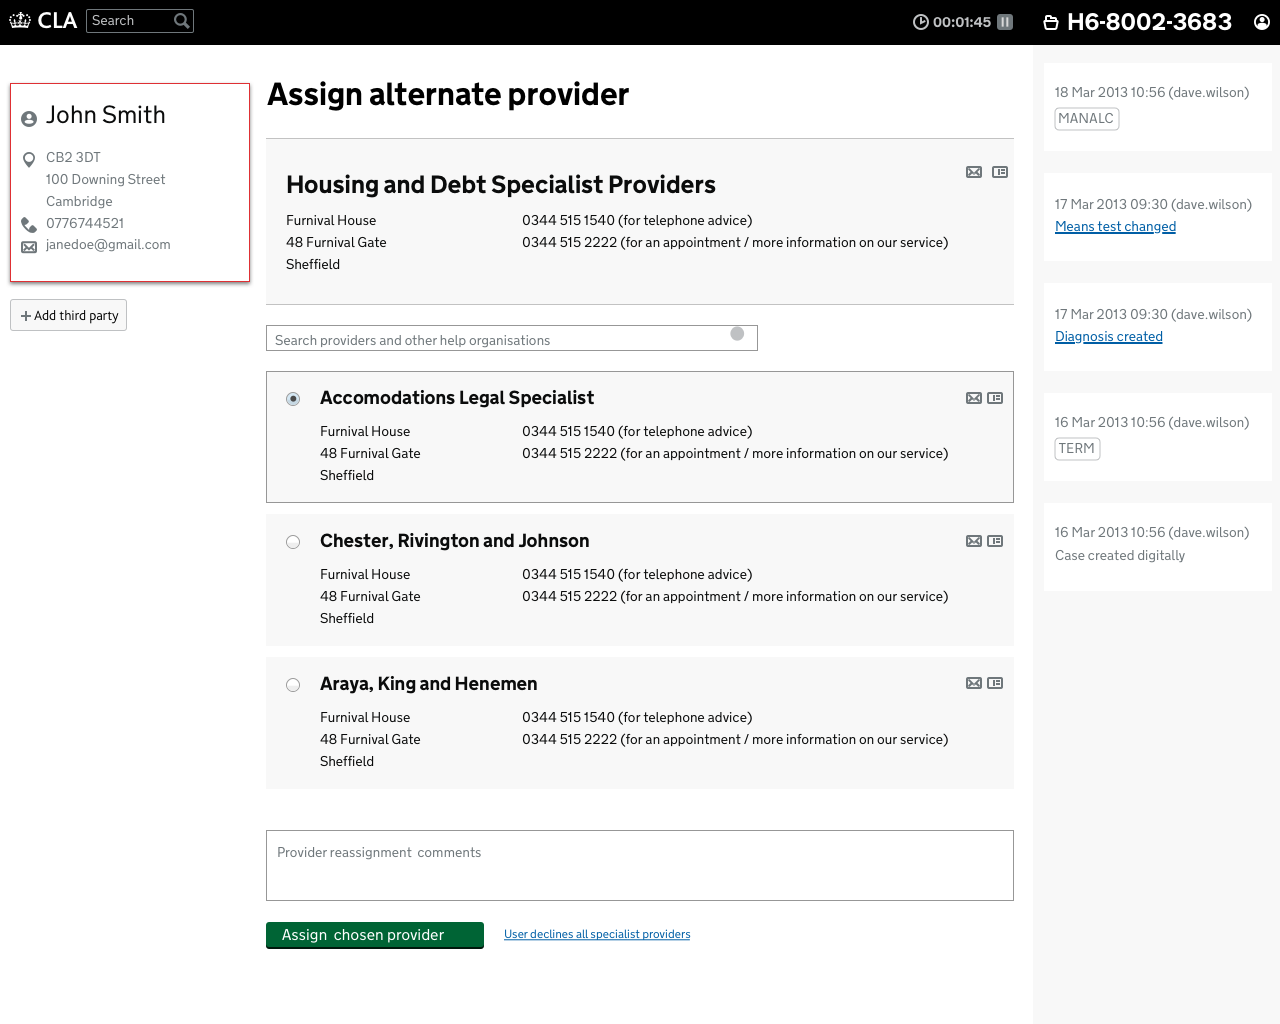 CLA
Search
00:01:45
H6-8002-3683
John Smith
CB2 3DT
100 Downing Street
Cambridge
0776744521
janedoe@gmail.com
Add third party
Assign alternate provider
Housing and Debt Specialist Providers
Furnival House
0344 515 1540 (for telephone advice)
48 Furnival Gate
0344 515 2222 (for an appointment / more information on our service)
Sheffield
Search providers and other help organisations
Accomodations Legal Specialist
Furnival House
0344 515 1540 (for telephone advice)
48 Furnival Gate
0344 515 2222 (for an appointment / more information on our service)
Sheffield
Chester, Rivington and Johnson
Furnival House
0344 515 1540 (for telephone advice)
48 Furnival Gate
0344 515 2222 (for an appointment / more information on our service)
Sheffield
Araya, King and Henemen
Furnival House
0344 515 1540 (for telephone advice)
48 Furnival Gate
0344 515 2222 (for an appointment / more information on our service)
Sheffield
Provider reassignment comments
Assign chosen provider
User declines all specialist providers
18 Mar 2013 10:56 (dave.wilson)
MANALC
17 Mar 2013 09:30 (dave.wilson)
Means test changed
17 Mar 2013 09:30 (dave.wilson)
Diagnosis created
16 Mar 2013 10:56 (dave.wilson)
TERM
16 Mar 2013 10:56 (dave.wilson)
Case created digitally